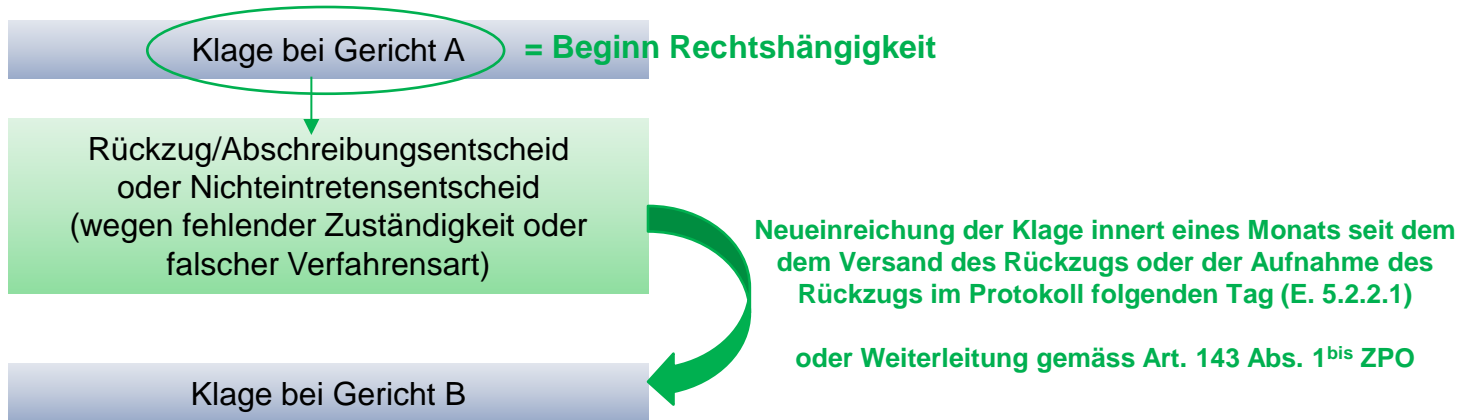 Klage bei Gericht A
= Beginn Rechtshängigkeit
Rückzug/Abschreibungsentscheid
oder Nichteintretensentscheid
(wegen fehlender Zuständigkeit oder
falscher Verfahrensart)
Neueinreichung der Klage innert eines Monats seit dem
dem Versand des Rückzugs oder der Aufnahme des
Rückzugs im Protokoll folgenden Tag (E. 5.2.2.1)
oder Weiterleitung gemäss Art. 143 Abs. 1bis ZPO
Klage bei Gericht B